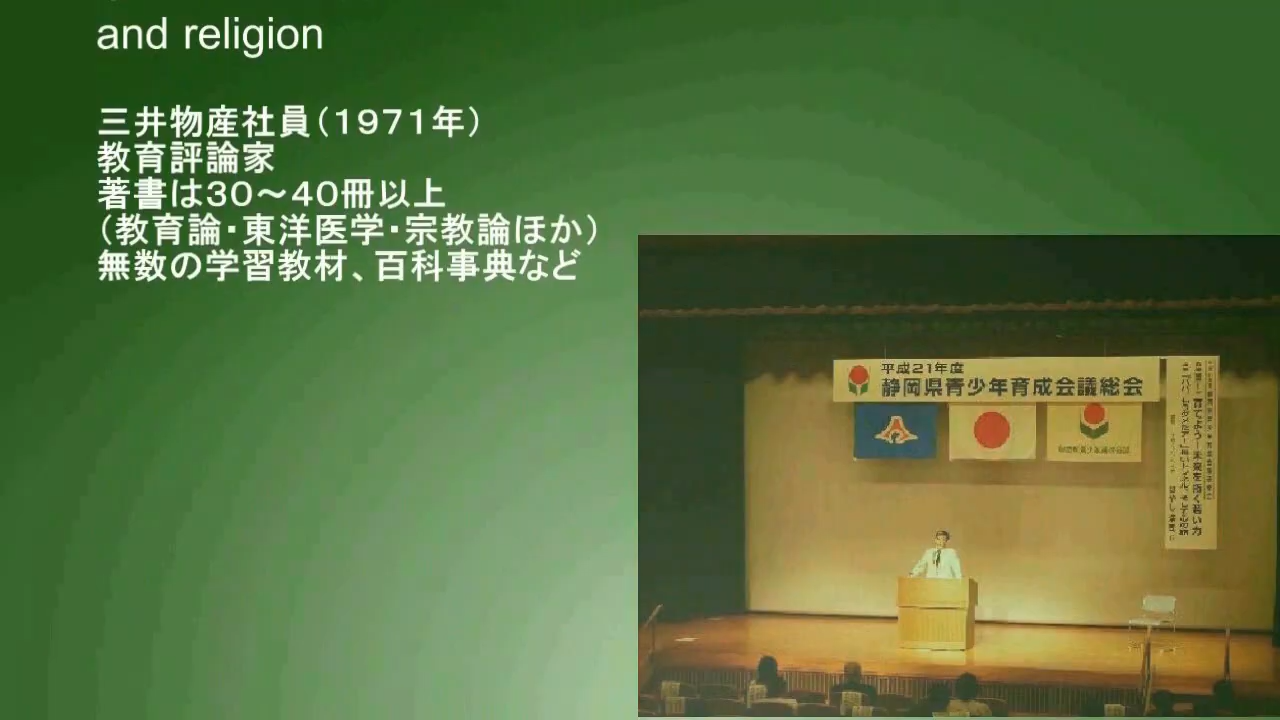 and religion
三井物産社員（１９７１年）
教育評論家
著書は３０～４０冊以上
（教育論・東洋医学・宗教論ほか）
無数の学習教材、百科事典など
平成21年度
静岡県青少年育成会議総会